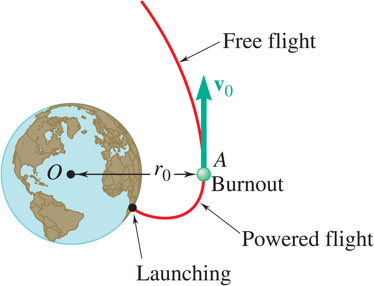 Free flight
v0
A
O
r0
Burnout
Powered flight
Launching